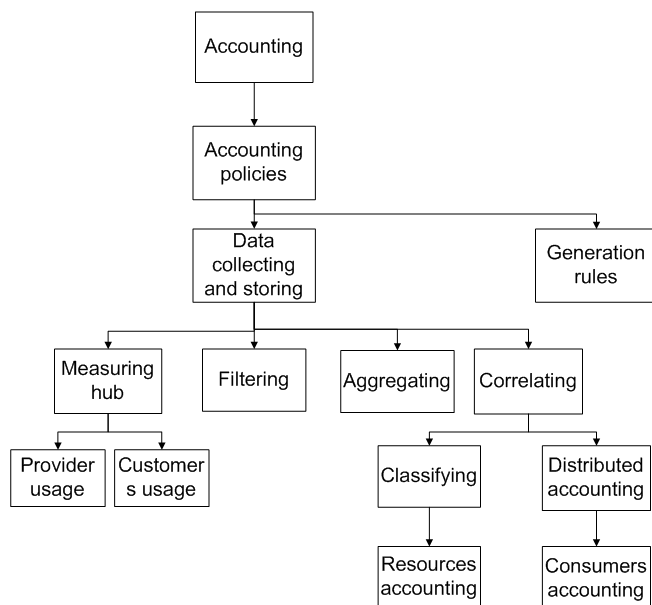 Accounting
Accounting
policies
Data
collecting
and storing
Generation
rules
Measuring
hub
Filtering
Aggregating
Correlating
Provider
usage
Customer
s usage
Classifying
Distributed
accounting
Resources
accounting
Consumers
accounting